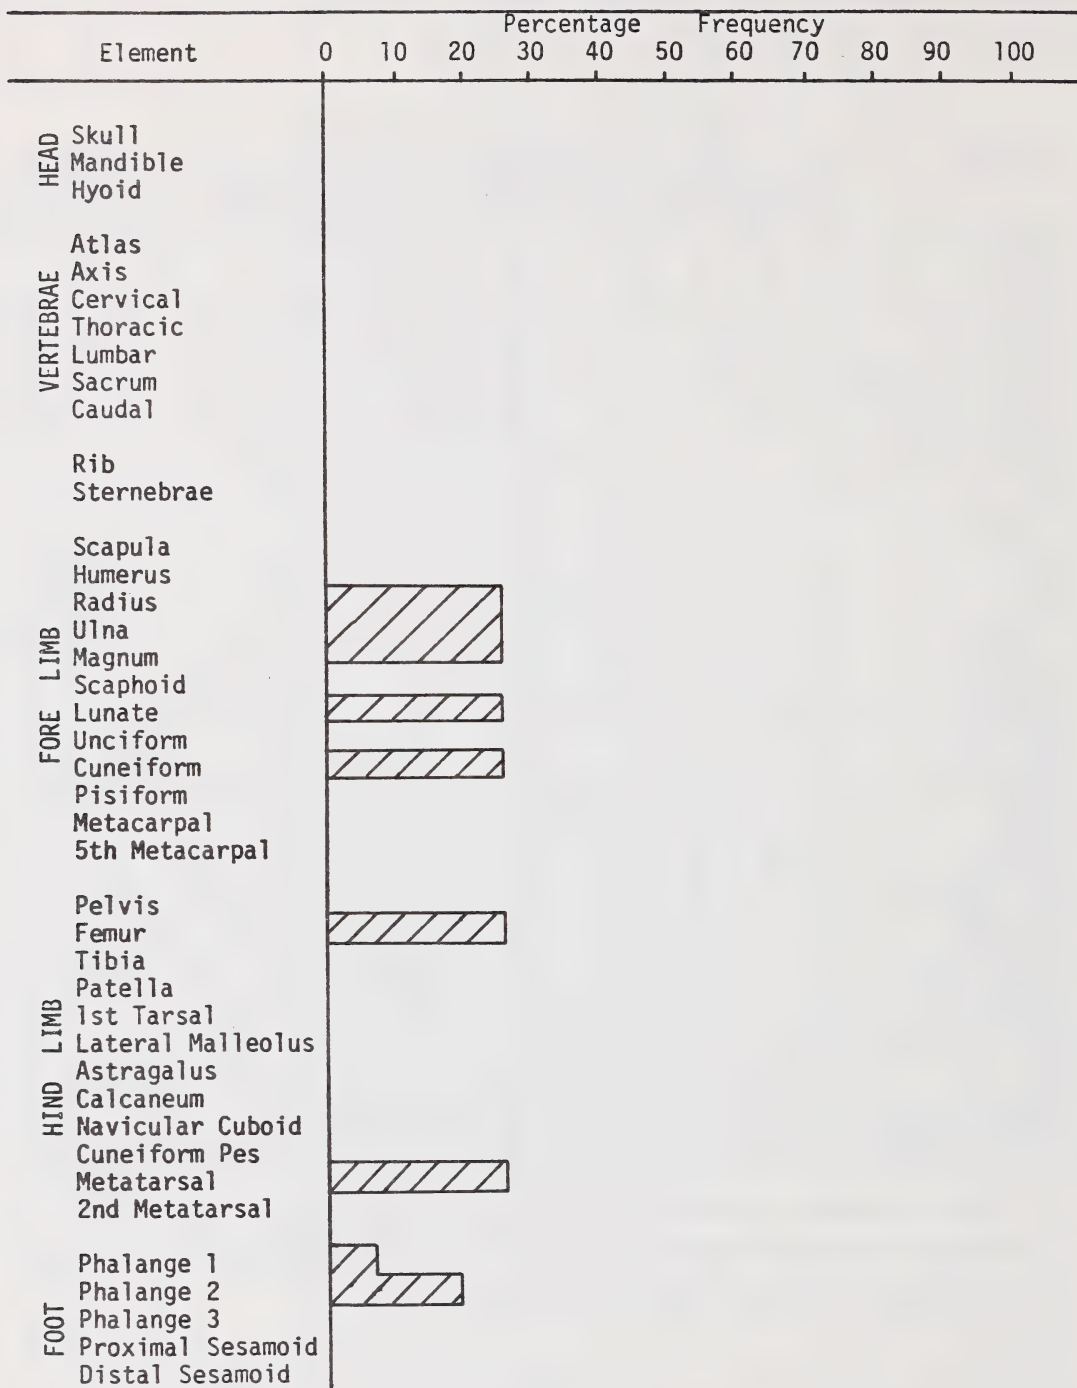 Percentage Frequency
Element 0 10 20 30 40 50 60 70 80 90 100
HEAD
Skull
Mandible
Hyoid
VERTEBRAE
Atlas
Axis
Cervical
Thoracic
Lumbar
Sacrum
Caudal
Rib
Sternebrae
FORE LIMB
Scapula
Humerus
Radius
Ulna
Magnum
Scaphoid
Lunate
Unciform
Cuneiform
Pisiform
Metacarpal
5th Metacarpal
HIND LIMB
Pelvis
Femur
Tibia
Patella
1st Tarsal
Lateral Malleolus
Astragalus
Calcaneum
Navicular Cuboid
Cuneiform Pes
Metatarsal
2nd Metatarsal
FOOT
Phalange 1
Phalange 2
Phalange 3
Proximal Sesamoid
Distal Sesamoid